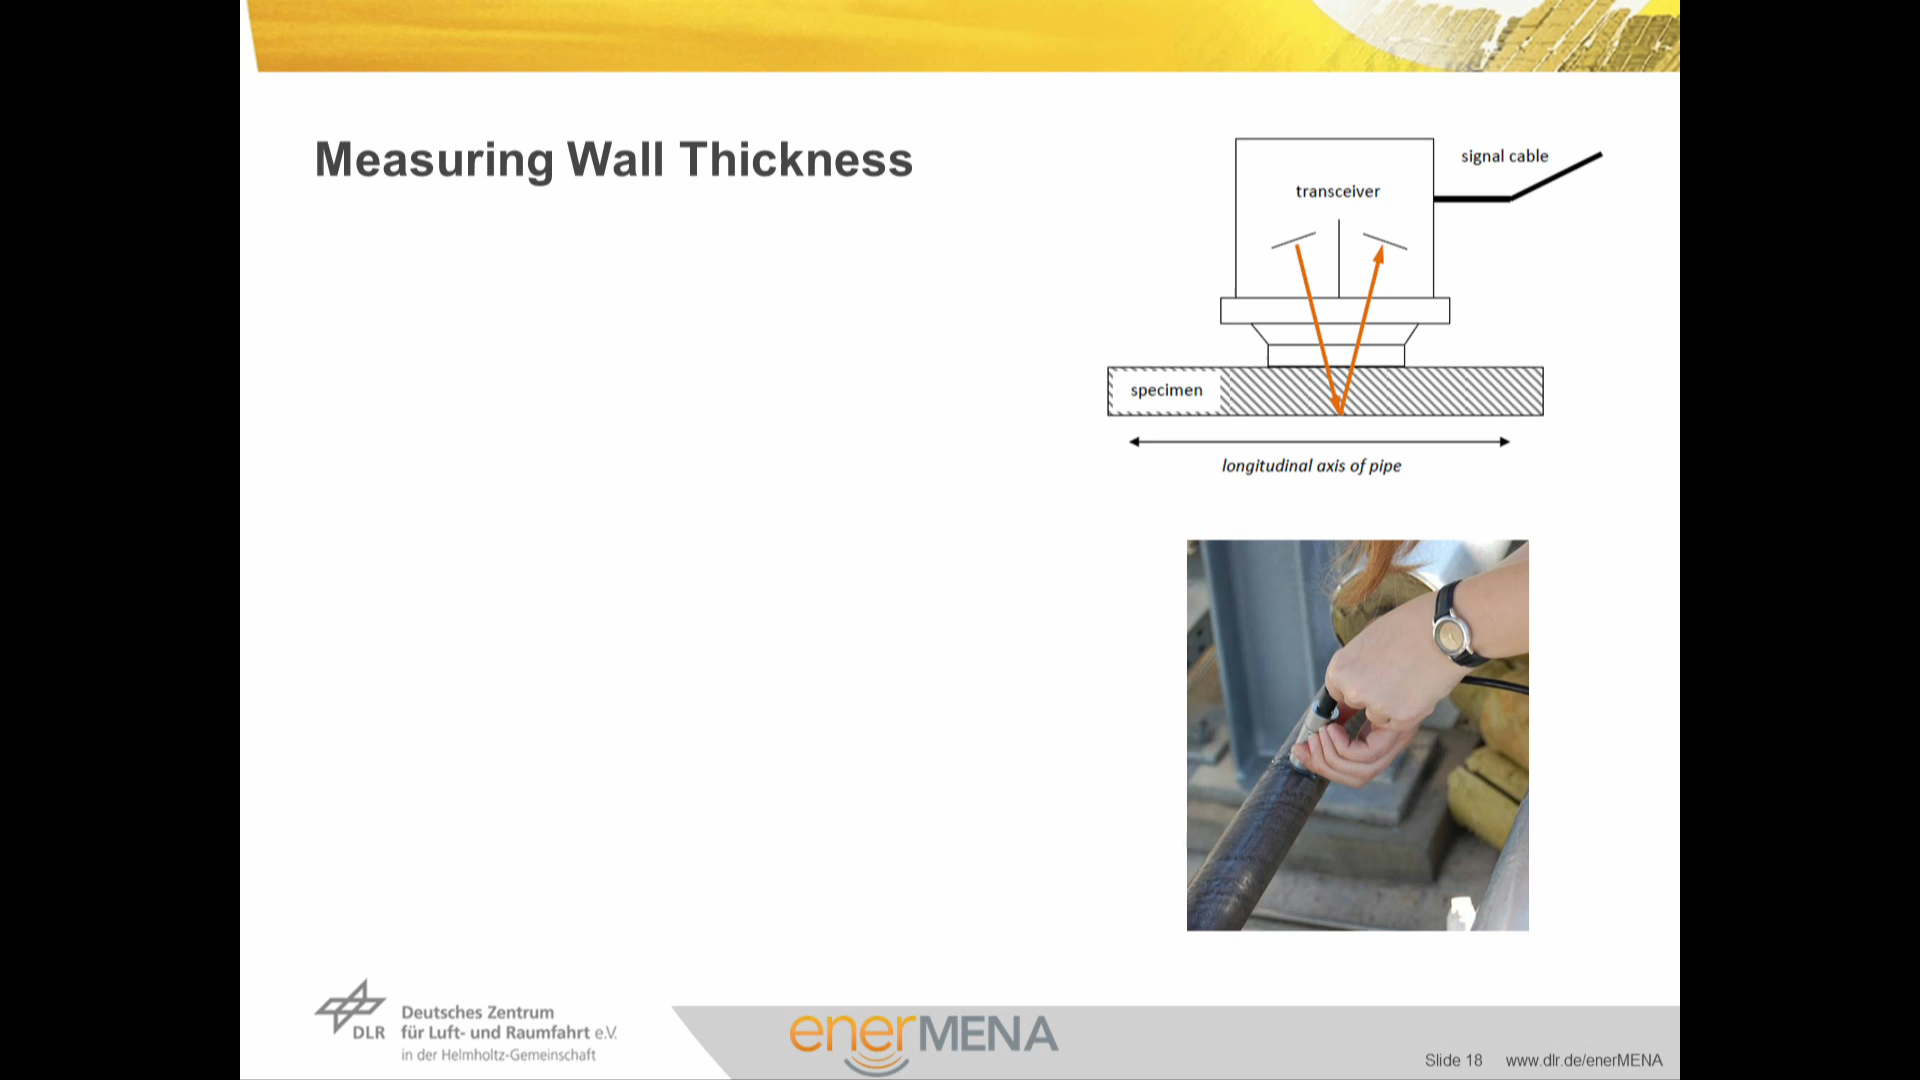 Measuring Wall Thickness
signal cable
transceiver
specimen
longitudinal axis of pipe
DLR
Deutsches Zentrum
für Luft- und Raumfahrt e.V.
in der Helmholtz-Gemeinschaft
enerMENA
Slide 18 www.dlr.de/enerMENA